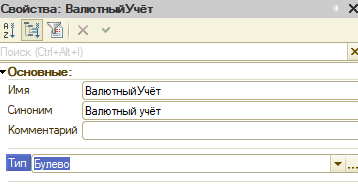 Свойства: ВалютныйУчёт
Поиск (Ctrl+Alt+I)
Основные:
Имя ВалютныйУчёт
Синоним Валютный учёт
Комментарий
Тип Булево ...